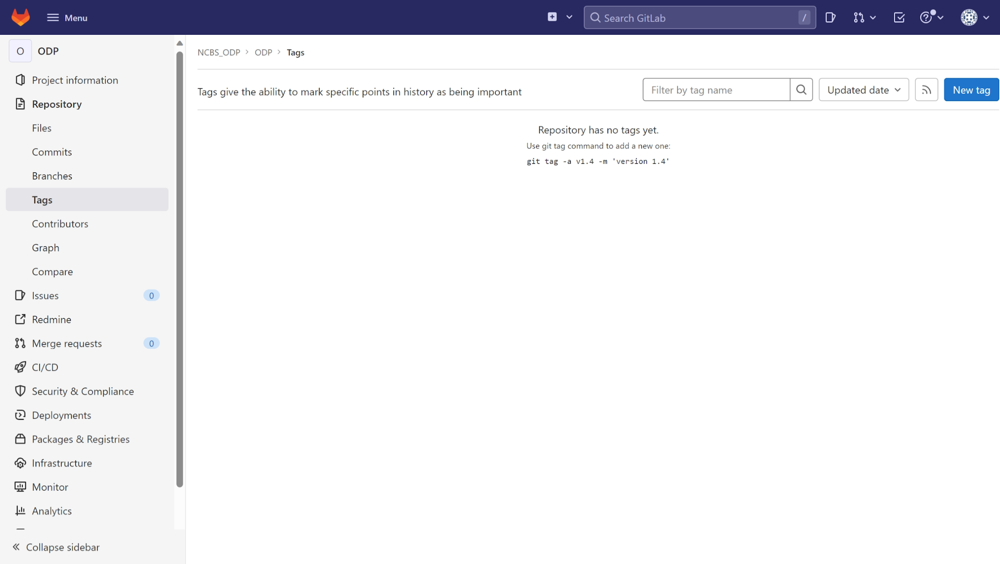 Menu
Search GitLab
/
O
ODP
Project information
Repository
Files
Commits
Branches
Tags
Contributors
Graph
Compare
Issues
0
Redmine
Merge requests
0
CI/CD
Security & Compliance
Deployments
Packages & Registries
Infrastructure
Monitor
Analytics
Collapse sidebar
NCBS_ODP > ODP > Tags
Tags give the ability to mark specific points in history as being important
Filter by tag name
Updated date
New tag
Repository has no tags yet.
Use git tag command to add a new one:
git tag -a v1.4 -m 'version 1.4'